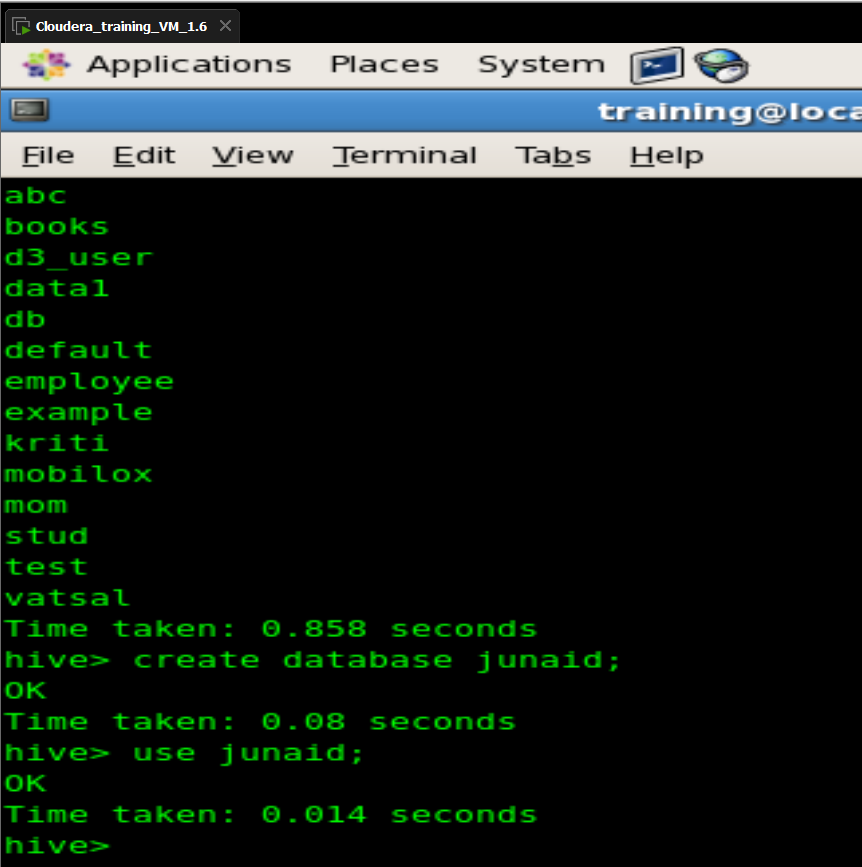 Cloudera_training_VM_1.6
Applications Places System
training@loca
File Edit View Terminal Tabs Help
abc
books
d3_user
data1
db
default
employee
example
kriti
mobilox
mom
stud
test
vatsal
Time taken: 0.858 seconds
hive> create database junaid;
OK
Time taken: 0.08 seconds
hive> use junaid;
OK
Time taken: 0.014 seconds
hive>